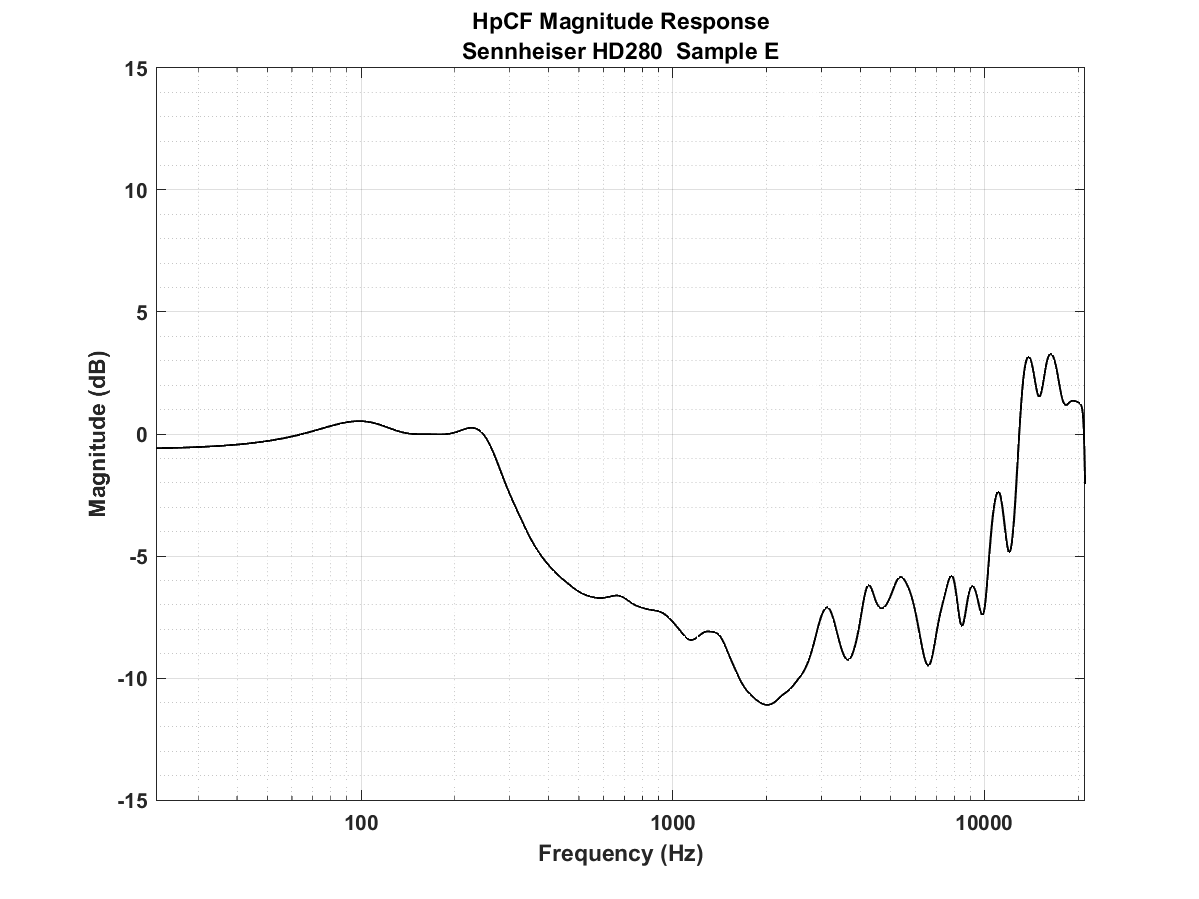 HpCF Magnitude Response
Sennheiser HD280  Sample E
15
10
5
0
-5
-10
-15
Magnitude (dB)
100
1000
10000
Frequency (Hz)